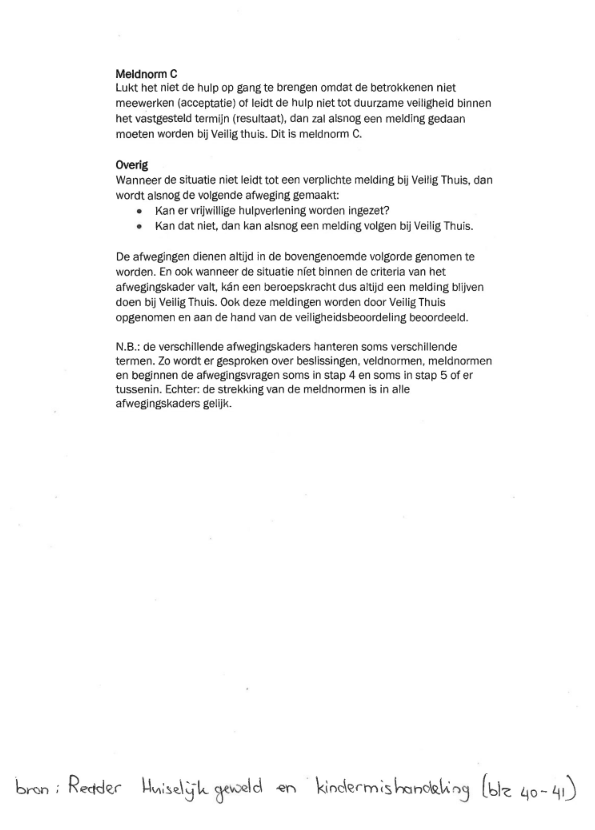 Meldnorm C
Lukt het niet de hulp op gang te brengen omdat de betrokkenen niet
meewerken (acceptatie) of leidt de hulp niet tot duurzame veiligheid binnen
het vastgesteld termijn (resultaat), dan zal alsnog een melding gedaan
moeten worden bij Veilig thuis. Dit is meldnorm C.
Overig
Wanneer de situatie niet leidt tot een verplichte melding bij Veilig Thuis, dan
wordt alsnog de volgende afweging gemaakt:
• Kan er vrijwillige hulpverlening worden ingezet?
• Kan dat niet, dan kan alsnog een melding volgen bij Veilig Thuis.
De afwegingen dienen altijd in de bovengenoemde volgorde genomen te
worden. En ook wanneer de situatie níet binnen de criteria van het
afwegingskader valt, kán een beroepskracht dus altijd een melding blijven
doen bij Veilig Thuis. Ook deze meldingen worden door Veilig Thuis
opgenomen en aan de hand van de veiligheidsbeoordeling beoordeeld.
N.B.: de verschillende afwegingskaders hanteren soms verschillende
termen. Zo wordt er gesproken over beslissingen, veldnormen, meldnormen
en beginnen de afwegingsvragen soms in stap 4 en soms in stap 5 of er
tussenin. Echter: de strekking van de meldnormen is in alle
afwegingskaders gelijk.
bron: Redder Huiselijk geweld en kindermishandeling (blz 40-41)